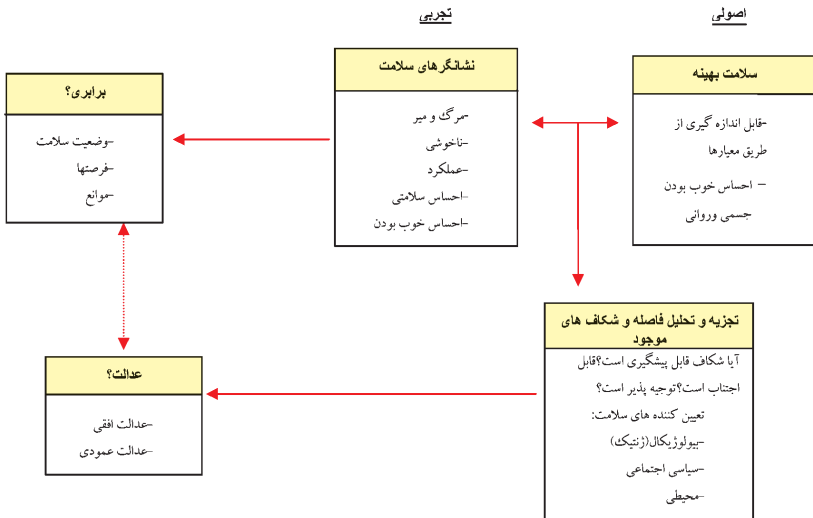 اصولی
تجربی
سلامت بهینه
-قابل اندازه گیری از
طریق معیارها
– احساس خوب بودن
جسمی وروانی
نشانگرهای سلامت
-مرگ و میر
-ناخوشی
-عملکرد
-احساس سلامتی
-احساس خوب بودن
برابری؟
-وضعیت سلامت
-فرصتها
-موانع
تجزیه و تحلیل فاصله و شکاف های
موجود
آیا شکاف قابل پیشگیری است؟قابل
اجتناب است؟توجیه پذیر است؟
تعیین کننده های سلامت:
-بیولوژیکال(ژنتیک)
-سیاسی اجتماعی
-محیطی
عدالت؟
-عدالت افقی
-عدالت عمودی